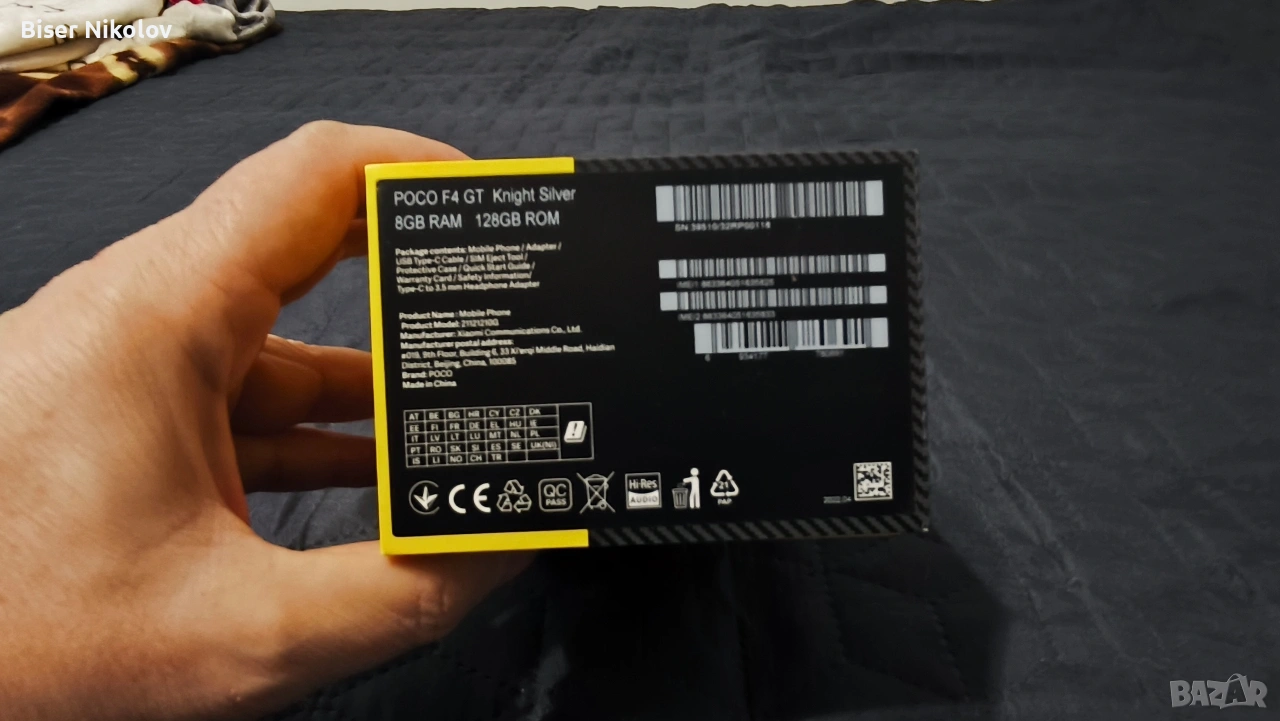 Biser Nikolov
POCO F4 GT Knight Silver
8GB RAM 128GB ROM
Package contents: Mobile Phone / Adapter /
USB Type-C Cable / SIM Eject Tool /
Protective Case / Quick Start Guide /
Warranty Card / Safety Information/
Type-C to 3.5 mm Headphone Adapter
Product Name : Mobile Phone
Product Model: 21121210G
Manufacturer: Xiaomi Communications Co., Ltd.
Manufacturer postal address:
#019, 9th Floor, Building 6, 33 Xi'erqi Middle Road, Haidian
District, Beijing, China, 100085
Brand: POCO
Made in China
AT BE BG HR CY CZ DK
EE FI FR DE EL HU IE
IT LV LT LU MT NL PL
PT RO SK SI ES SE UK(NI)
IS LI NO CH TR
CE
QC
PASS
Hi-Res
AUDIO
21
PAP
SN:
IMEI1
IMEI2
6 934177
2022.04
BAZAR